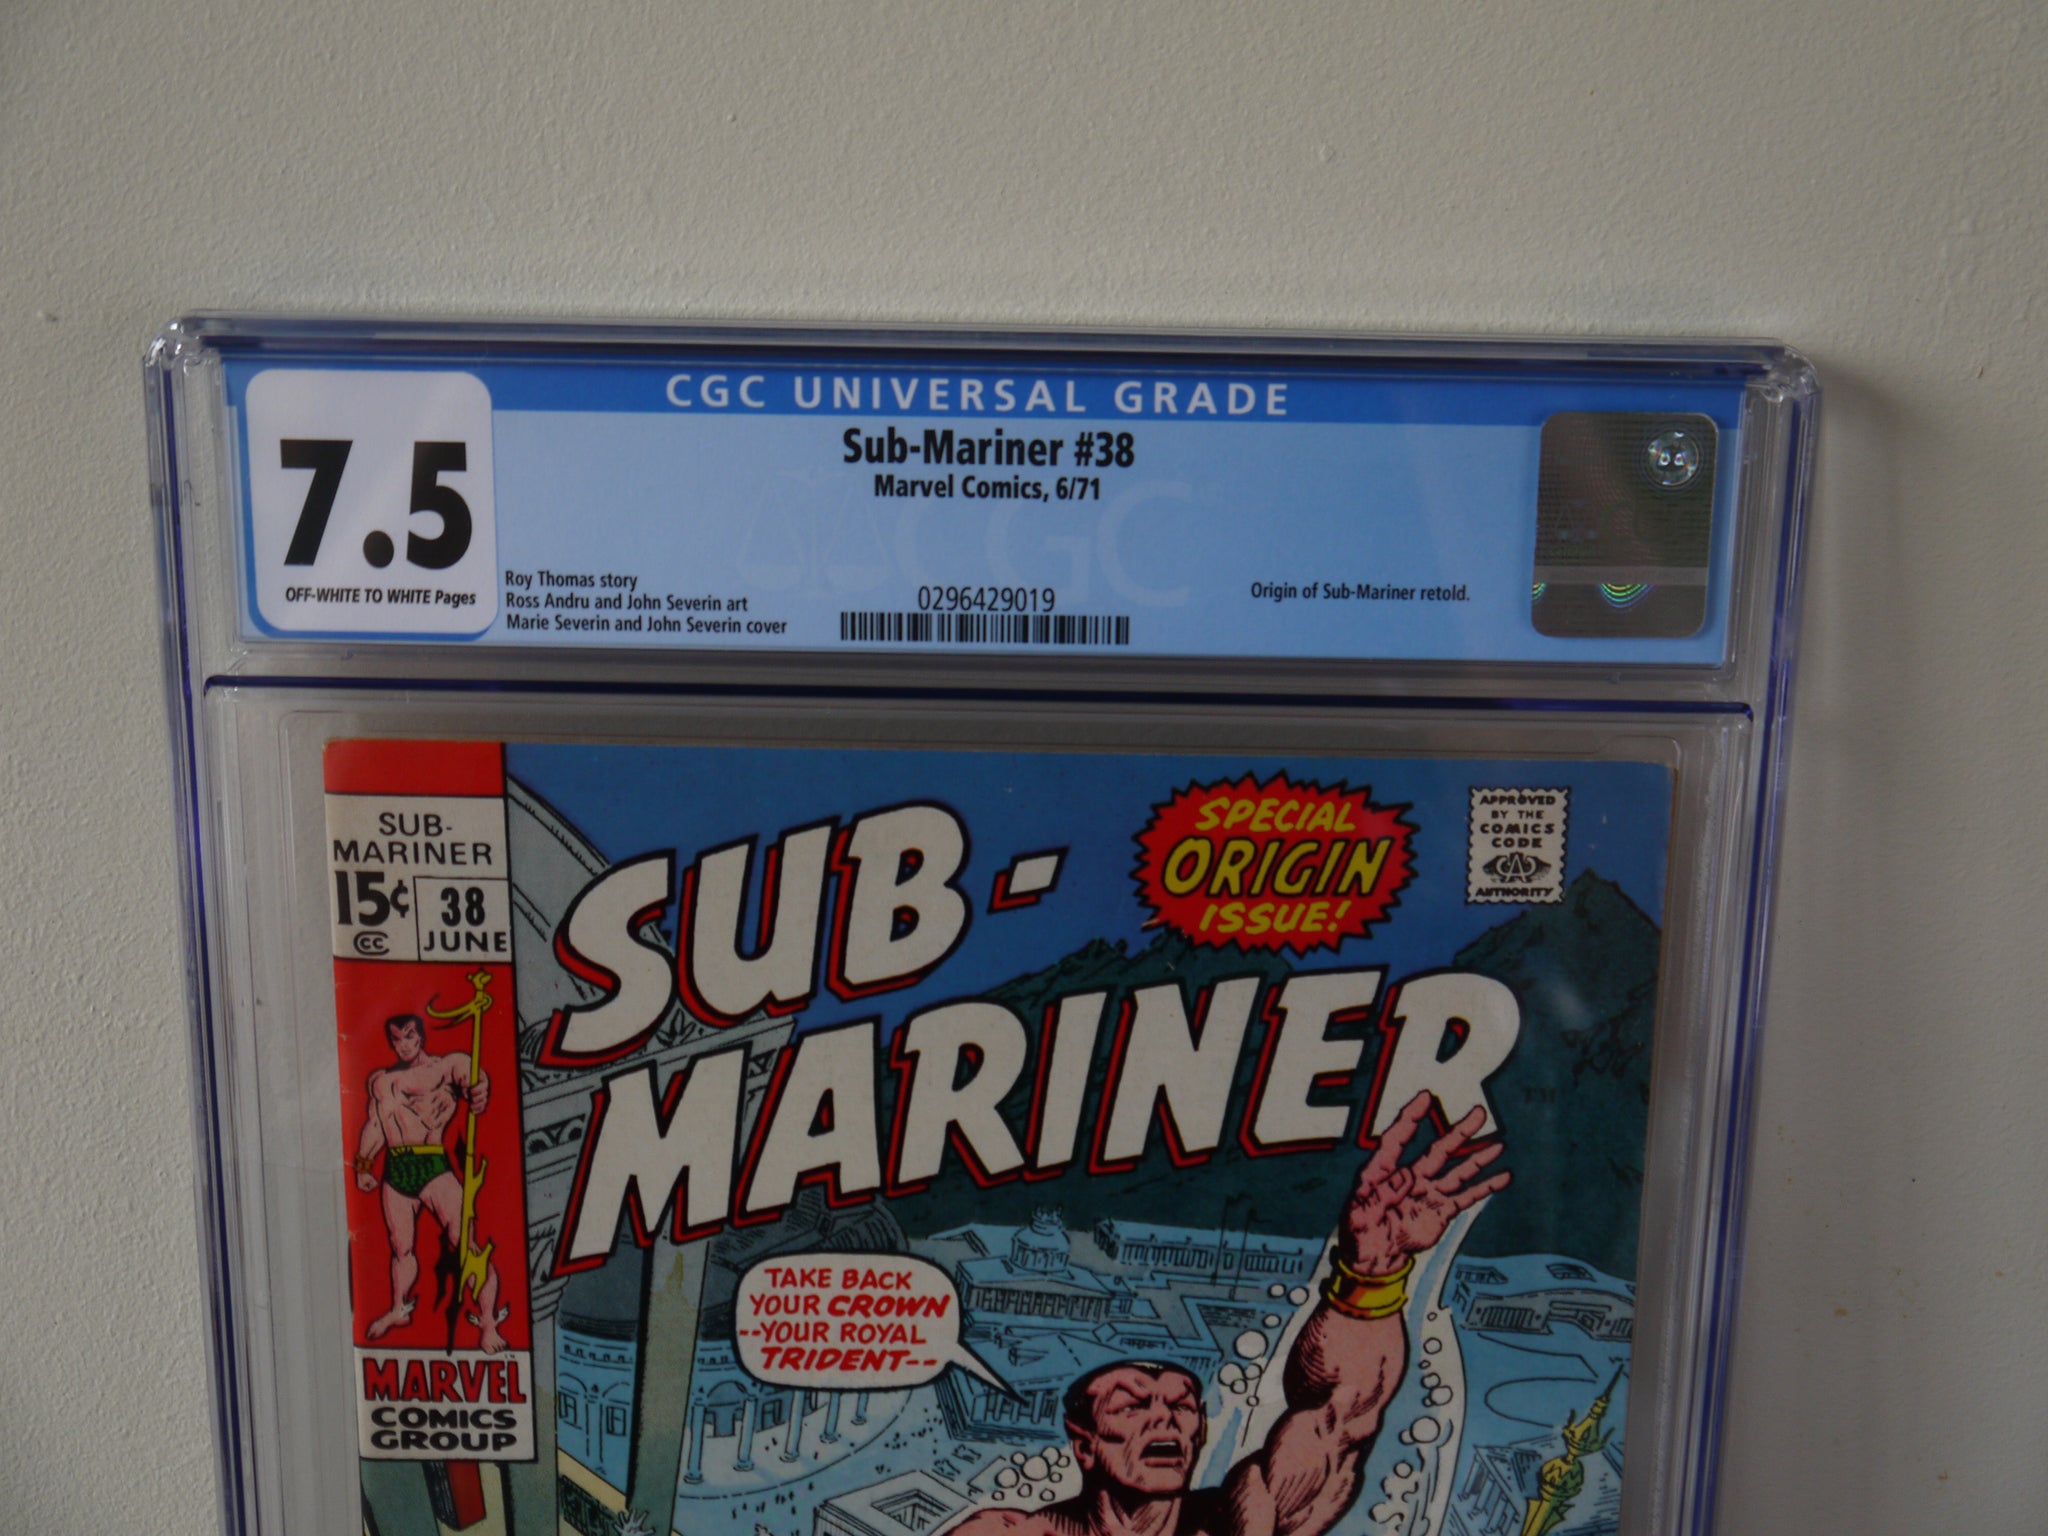 CGC UNIVERSAL GRADE
7.5
OFF-WHITE TO WHITE Pages
Sub-Mariner #38
Marvel Comics, 6/71
CGC
Roy Thomas story
Ross Andru and John Severin art
Marie Severin and John Severin cover
0296429019
Origin of Sub-Mariner retold.
SUB-
MARINER
15¢
CC
38
JUNE
MARVEL
COMICS
GROUP
SUB-
MARINER
SPECIAL
ORIGIN
ISSUE!
APPROVED
BY THE
COMICS
CODE
CA
AUTHORITY
TAKE BACK
YOUR CROWN
--YOUR ROYAL
TRIDENT--